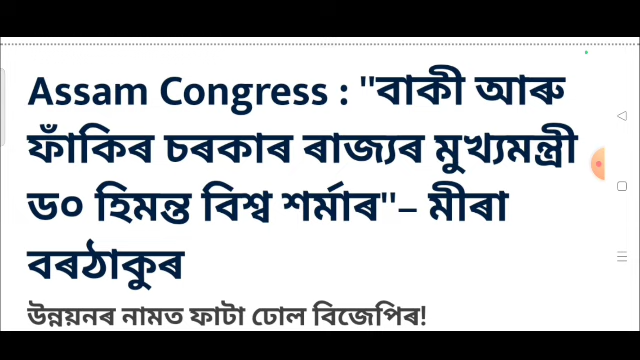 Assam Congress : "বাকী আৰু
ফাঁকিৰ চৰকাৰ ৰাজ্যৰ মুখ্যমন্ত্ৰী
ড০ হিমন্ত বিশ্ব শৰ্মাৰ"– মীৰা
বৰঠাকুৰ
উন্নয়নৰ নামত ফাটা ঢোল বিজেপিৰ!